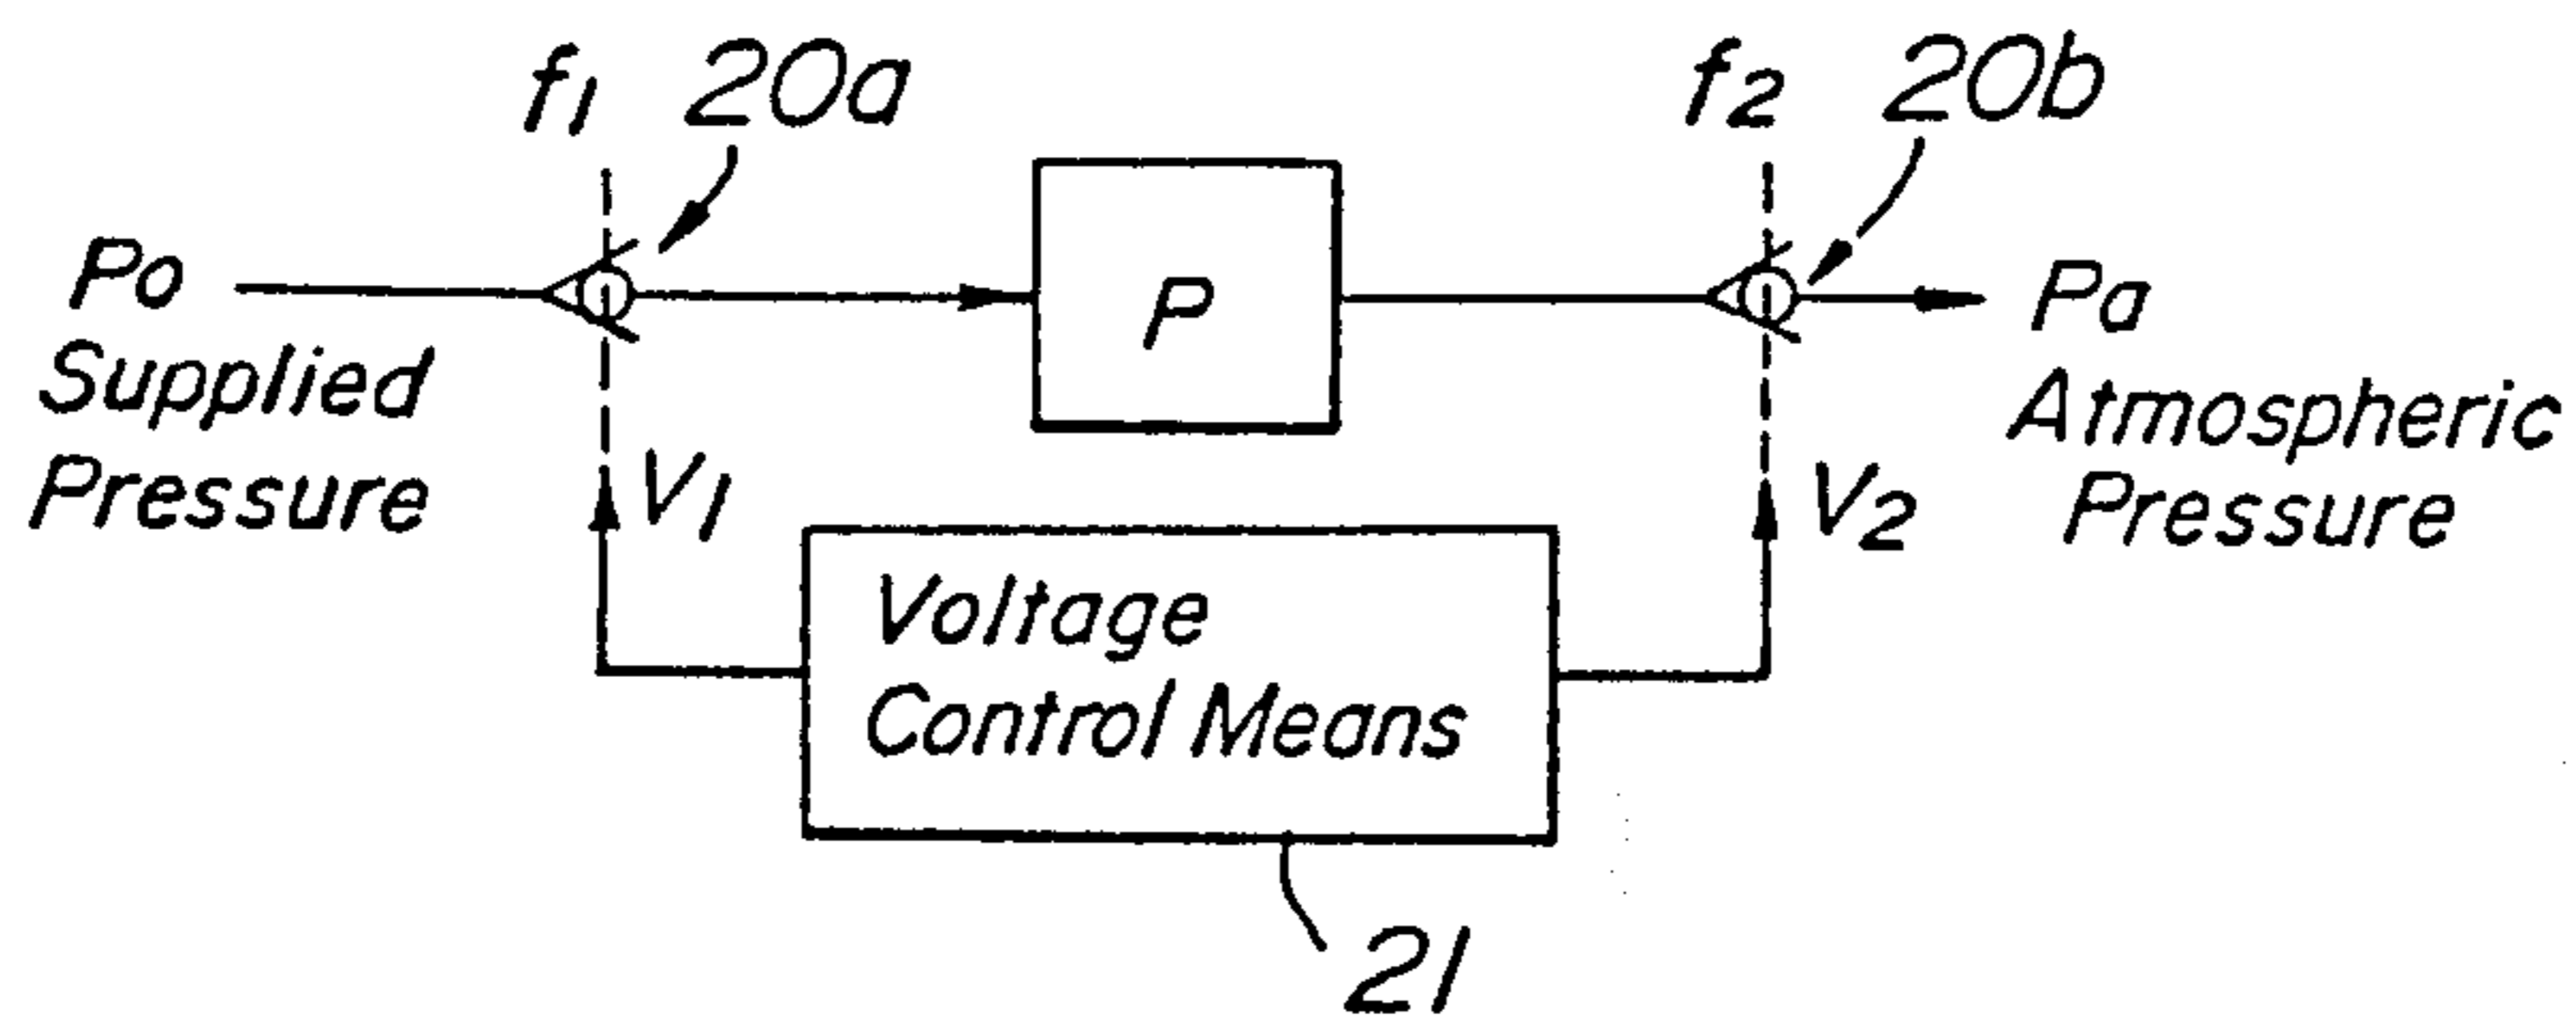 f1 20a
f2 20b
Po
Supplied
Pressure
P
Pa
Atmospheric
Pressure
V1
V2
Voltage
Control Means
21